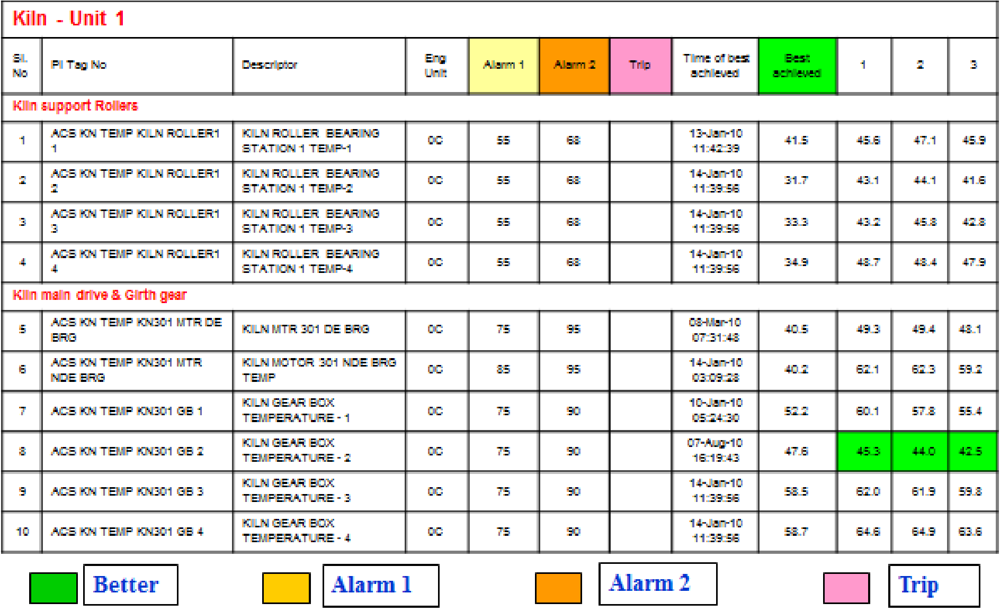 Kiln - Unit 1
Sl. No PI Tag No Descriptor Eng Unit Alarm 1 Alarm 2 Trip Time of best achieved Best achieved 1 2 3
Kiln support Rollers
1 ACS KN TEMP KILN ROLLER1 1 KILN ROLLER BEARING STATION 1 TEMP-1 0C 55 68 13-Jan-10 11:42:39 41.5 45.6 47.1 45.9
2 ACS KN TEMP KILN ROLLER1 2 KILN ROLLER BEARING STATION 1 TEMP-2 0C 55 68 14-Jan-10 11:39:56 31.7 43.1 44.1 41.6
3 ACS KN TEMP KILN ROLLER1 3 KILN ROLLER BEARING STATION 1 TEMP-3 0C 55 68 14-Jan-10 11:39:56 33.3 43.2 45.8 42.8
4 ACS KN TEMP KILN ROLLER1 4 KILN ROLLER BEARING STATION 1 TEMP-4 0C 55 68 14-Jan-10 11:39:56 34.9 48.7 48.4 47.9
Kiln main drive & Girth gear
5 ACS KN TEMP KN301 MTR DE BRG KILN MTR 301 DE BRG 0C 75 95 08-Mar-10 07:31:48 40.5 49.3 49.4 48.1
6 ACS KN TEMP KN301 MTR NDE BRG KILN MOTOR 301 NDE BRG TEMP 0C 85 95 14-Jan-10 03:09:28 40.2 62.1 62.3 59.2
7 ACS KN TEMP KN301 GB 1 KILN GEAR BOX TEMPERATURE - 1 0C 75 90 10-Jan-10 05:24:30 52.2 60.1 57.8 55.4
8 ACS KN TEMP KN301 GB 2 KILN GEAR BOX TEMPERATURE - 2 0C 75 90 07-Aug-10 16:19:43 47.6 45.3 44.0 42.5
9 ACS KN TEMP KN301 GB 3 KILN GEAR BOX TEMPERATURE - 3 0C 75 90 14-Jan-10 11:39:56 58.5 62.0 61.9 59.8
10 ACS KN TEMP KN301 GB 4 KILN GEAR BOX TEMPERATURE - 4 0C 75 90 14-Jan-10 11:39:56 58.7 64.6 64.9 63.6
Better Alarm 1 Alarm 2 Trip